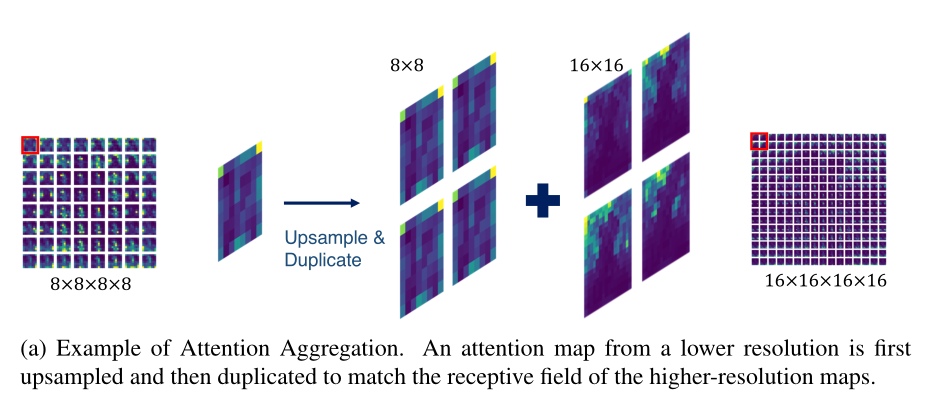 8×8
16×16
Upsample &
Duplicate
8×8×8×8
16×16×16×16
(a) Example of Attention Aggregation. An attention map from a lower resolution is first
upsampled and then duplicated to match the receptive field of the higher-resolution maps.